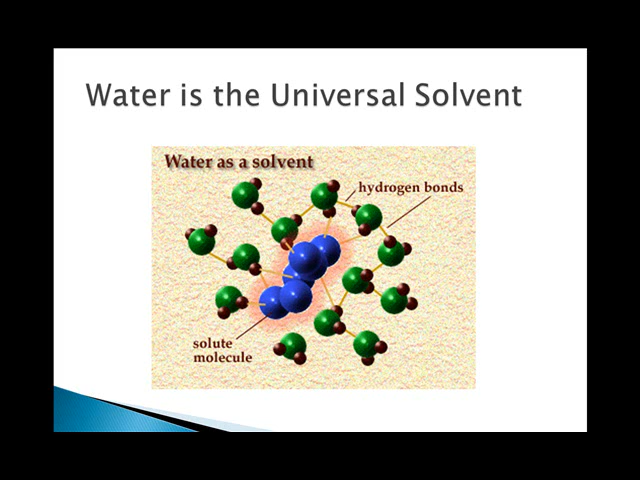 Water is the Universal Solvent
Water as a solvent
hydrogen bonds
solute
molecule